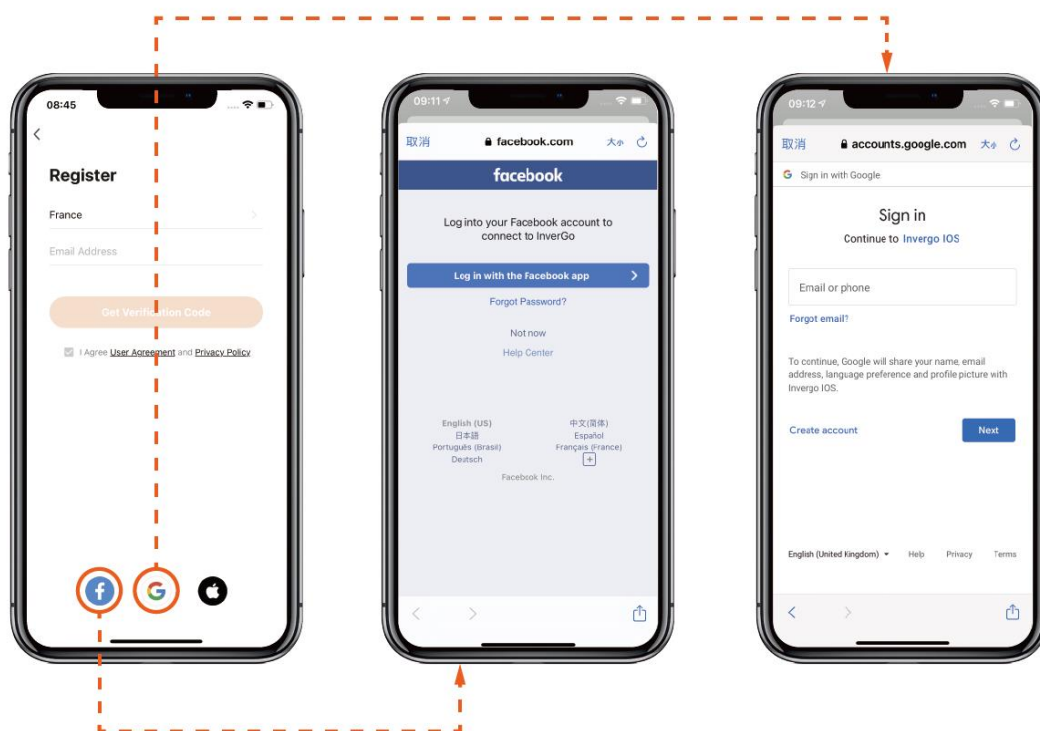 08:45
Register
France
Email Address
Get Verification Code
I Agree User Agreement and Privacy Policy
09:11
取消
facebook.com
大小
facebook
Log into your Facebook account to
connect to InverGo
Log in with the Facebook app
Forgot Password?
Not now
Help Center
English (US)
中文(简体)
日本語
Español
Português (Brasil)
Français (France)
Deutsch
Facebook Inc.
09:12
取消
accounts.google.com
大小
Sign in with Google
Sign in
Continue to Invergo IOS
Email or phone
Forgot email?
To continue, Google will share your name, email
address, language preference and profile picture with
Invergo IOS.
Create account
Next
English (United Kingdom)
Help
Privacy
Terms